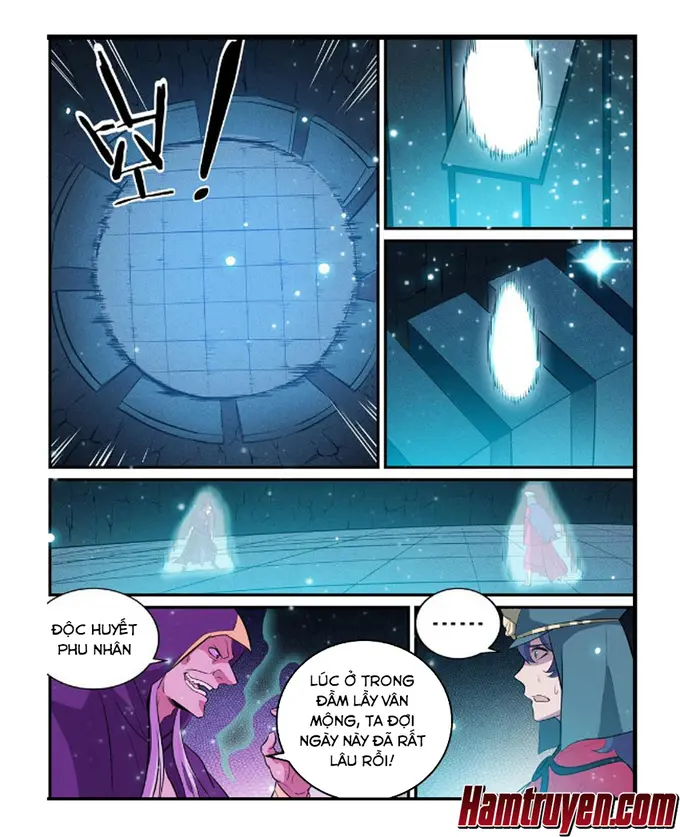 ĐỘC HUYẾT
PHU NHÂN
LÚC Ở TRONG
ĐẦM LẦY VÂN
MỘNG, TA ĐỢI
NGÀY NÀY ĐÃ RẤT
LÂU RỒI!
......
Hamtruyen.com